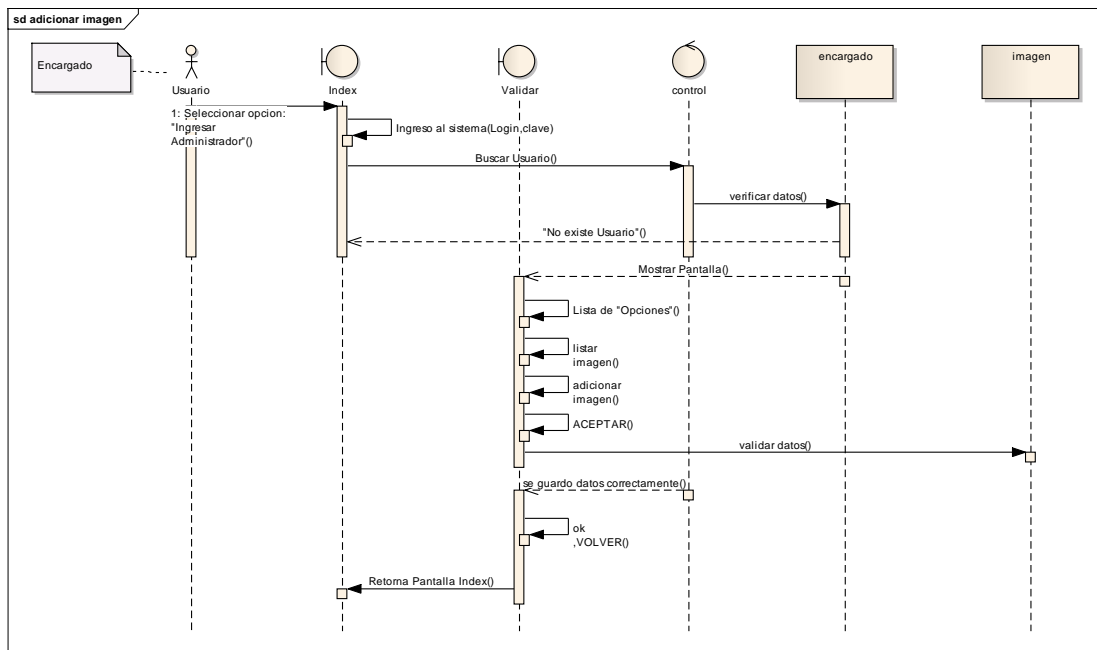 sd adicionar imagen
Encargado
Usuario
Index
Validar
control
encargado
imagen
1: Seleccionar opcion:
"Ingresar
Administrador"()
Ingreso al sistema(Login,clave)
Buscar Usuario()
verificar datos()
"No existe Usuario"()
Mostrar Pantalla()
Lista de "Opciones"()
listar
imagen()
adicionar
imagen()
ACEPTAR()
validar datos()
se guardo datos correctamente()
ok
,VOLVER()
Retorna Pantalla Index()